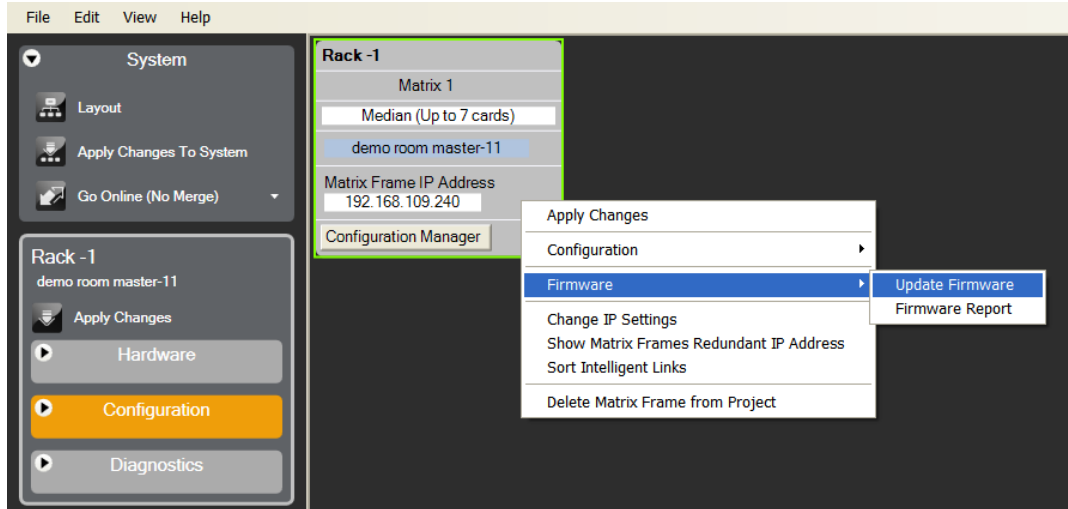 File Edit View Help
System
Layout
Apply Changes To System
Go Online (No Merge)
Rack -1
demo room master-11
Apply Changes
Hardware
Configuration
Diagnostics
Rack -1
Matrix 1
Median (Up to 7 cards)
demo room master-11
Matrix Frame IP Address
192.168.109.240
Configuration Manager
Apply Changes
Configuration
Firmware
Change IP Settings
Show Matrix Frames Redundant IP Address
Sort Intelligent Links
Delete Matrix Frame from Project
Update Firmware
Firmware Report